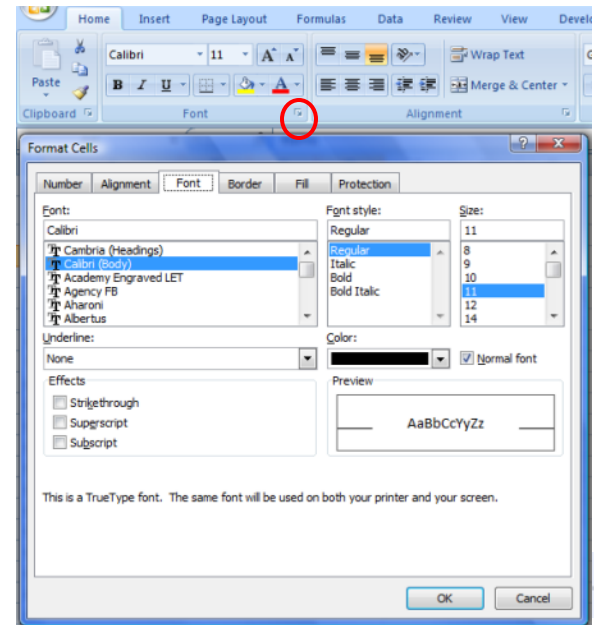 Home Insert Page Layout Formulas Data Review View Devel
Calibri 11 A A Wrap Text
Paste B I U A Merge & Center
Clipboard Font Alignment
Format Cells
Number Alignment Font Border Fill Protection
Font: Font style: Size:
Calibri Regular 11
Cambria (Headings) Regular 8
Calibri (Body) Italic 9
Academy Engraved LET Bold 10
Agency FB Bold Italic 11
Aharoni 12
Albertus 14
Underline: Color:
None Normal font
Effects Preview
Strikethrough
Superscript AaBbCcYyZz
Subscript
This is a TrueType font. The same font will be used on both your printer and your screen.
OK Cancel